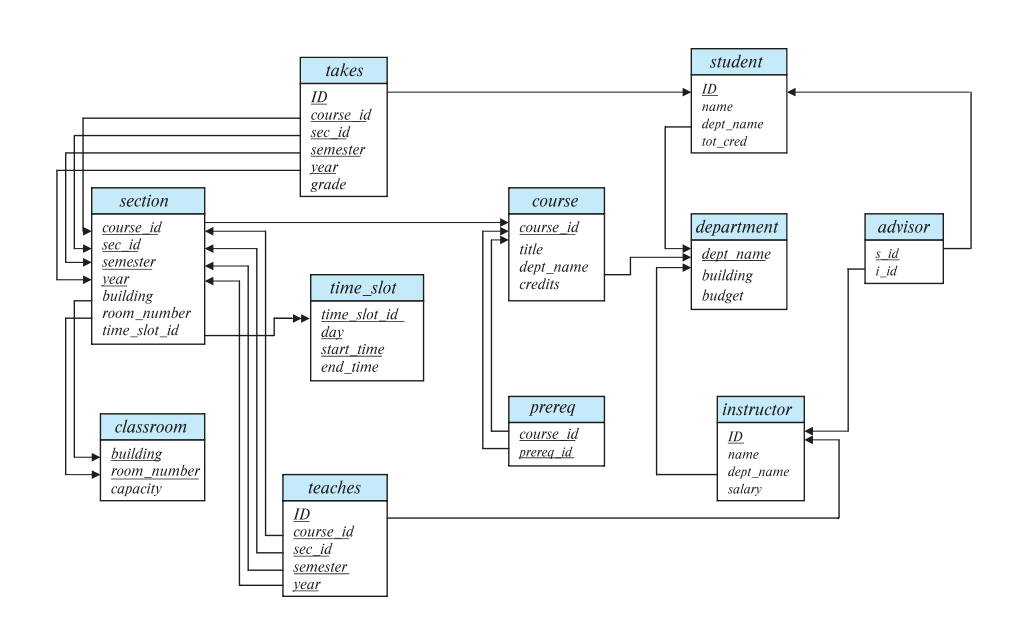 takes
ID
course_id
sec_id
semester
year
grade
student
ID
name
dept_name
tot_cred
section
course_id
sec_id
semester
year
building
room_number
time_slot_id
course
course_id
title
dept_name
credits
department
dept_name
building
budget
advisor
s_id
i_id
time_slot
time_slot_id
day
start_time
end_time
prereq
course_id
prereq_id
instructor
ID
name
dept_name
salary
classroom
building
room_number
capacity
teaches
ID
course_id
sec_id
semester
year